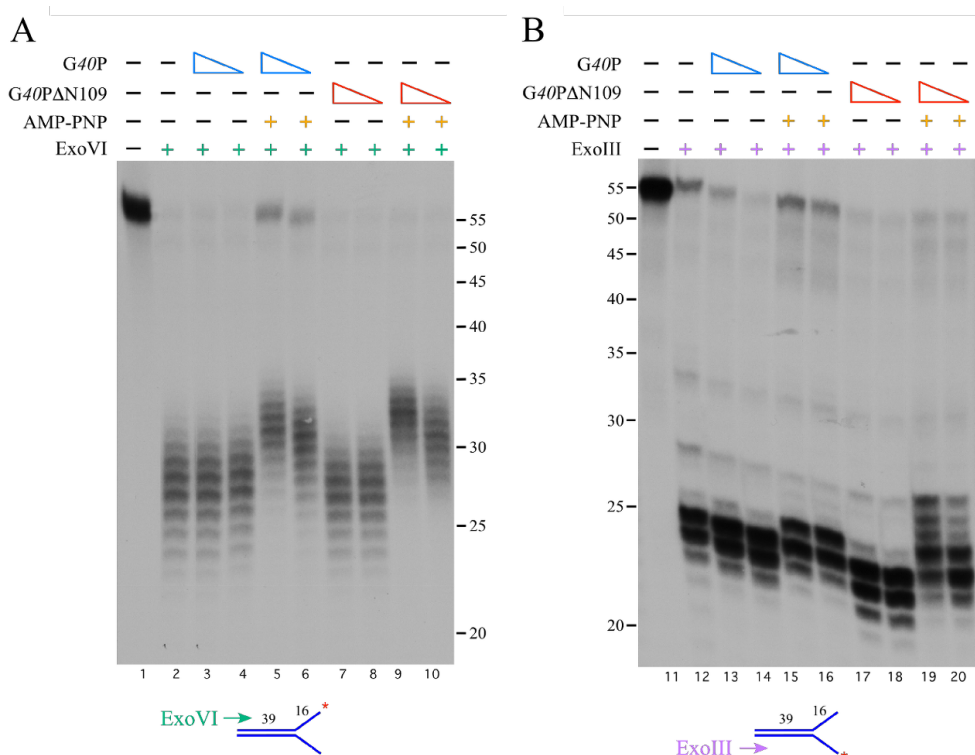 A
G40P – – – –
G40PΔN109 – – – – – –
AMP-PNP – – – – + + – – + +
ExoVI – + + + + + + + + +
55
50
45
40
35
30
25
20
1 2 3 4 5 6 7 8 9 10
ExoVI → 39 16 *
B
G40P – – – – – –
G40PΔN109 – – – – – –
AMP-PNP – – – – + + – – + +
ExoIII – + + + + + + + + +
55
50
45
40
35
30
25
20
11 12 13 14 15 16 17 18 19 20
39 16
ExoIII → *